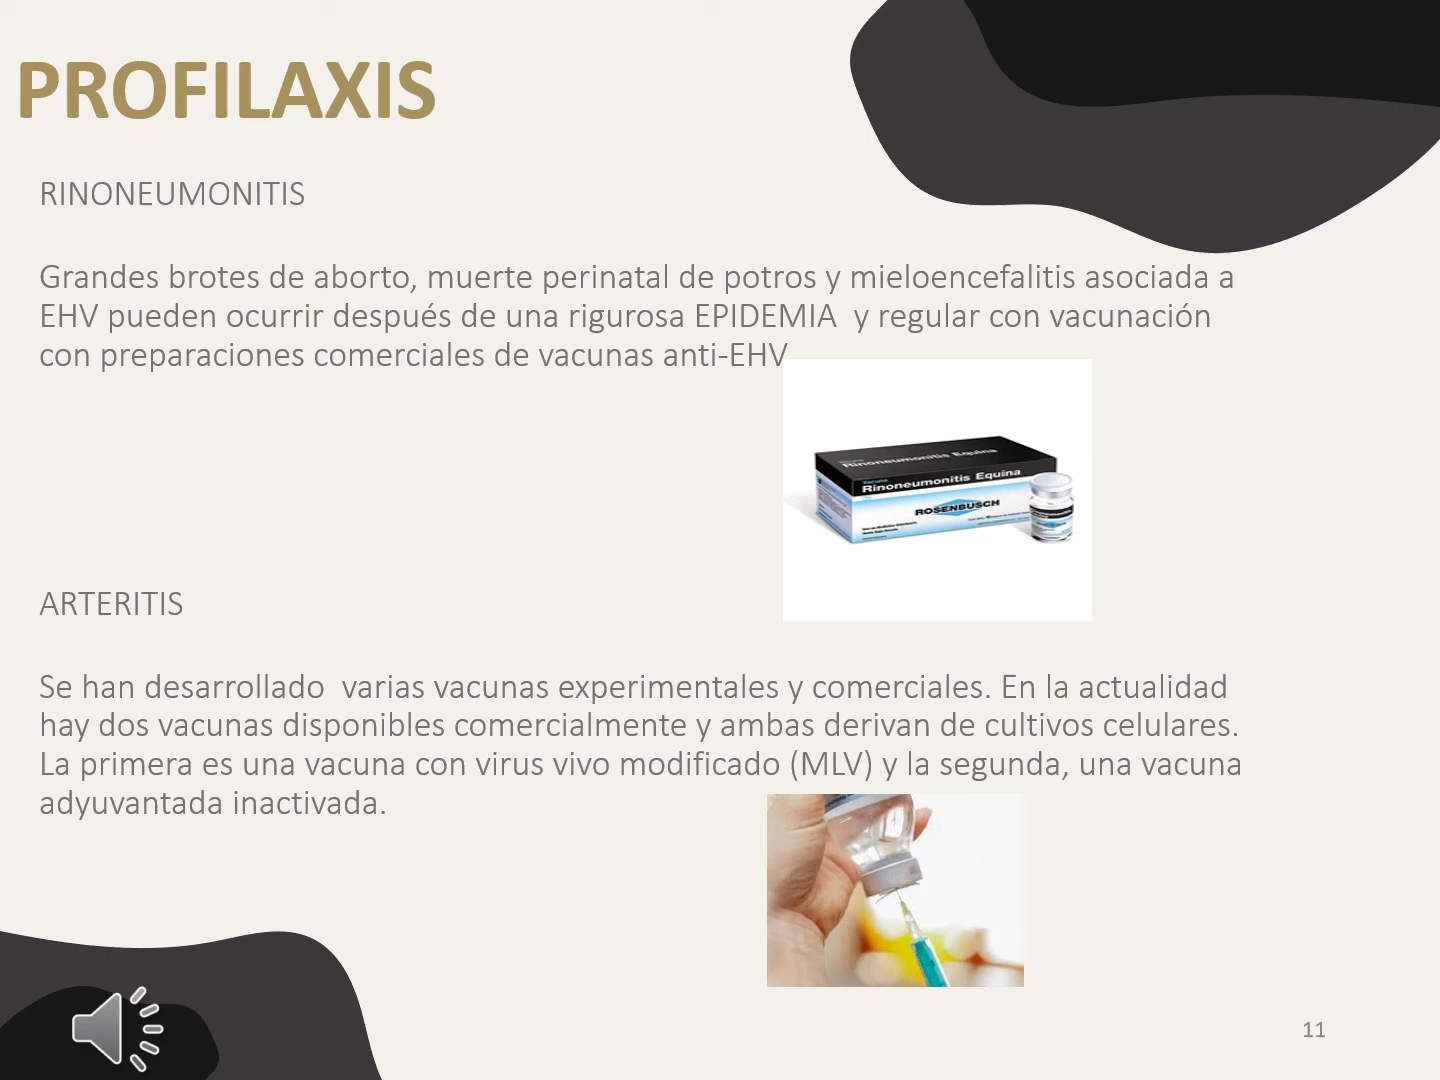 PROFILAXIS
RINONEUMONITIS
Grandes brotes de aborto, muerte perinatal de potros y mieloencefalitis asociada a
EHV pueden ocurrir después de una rigurosa EPIDEMIA  y regular con vacunación
con preparaciones comerciales de vacunas anti-EHV
Rinoneumonitis Equina
Vacuna
Rinoneumonitis Equina
ROSENBUSCH
ARTERITIS
Se han desarrollado  varias vacunas experimentales y comerciales. En la actualidad
hay dos vacunas disponibles comercialmente y ambas derivan de cultivos celulares.
La primera es una vacuna con virus vivo modificado (MLV) y la segunda, una vacuna
adyuvantada inactivada.
11